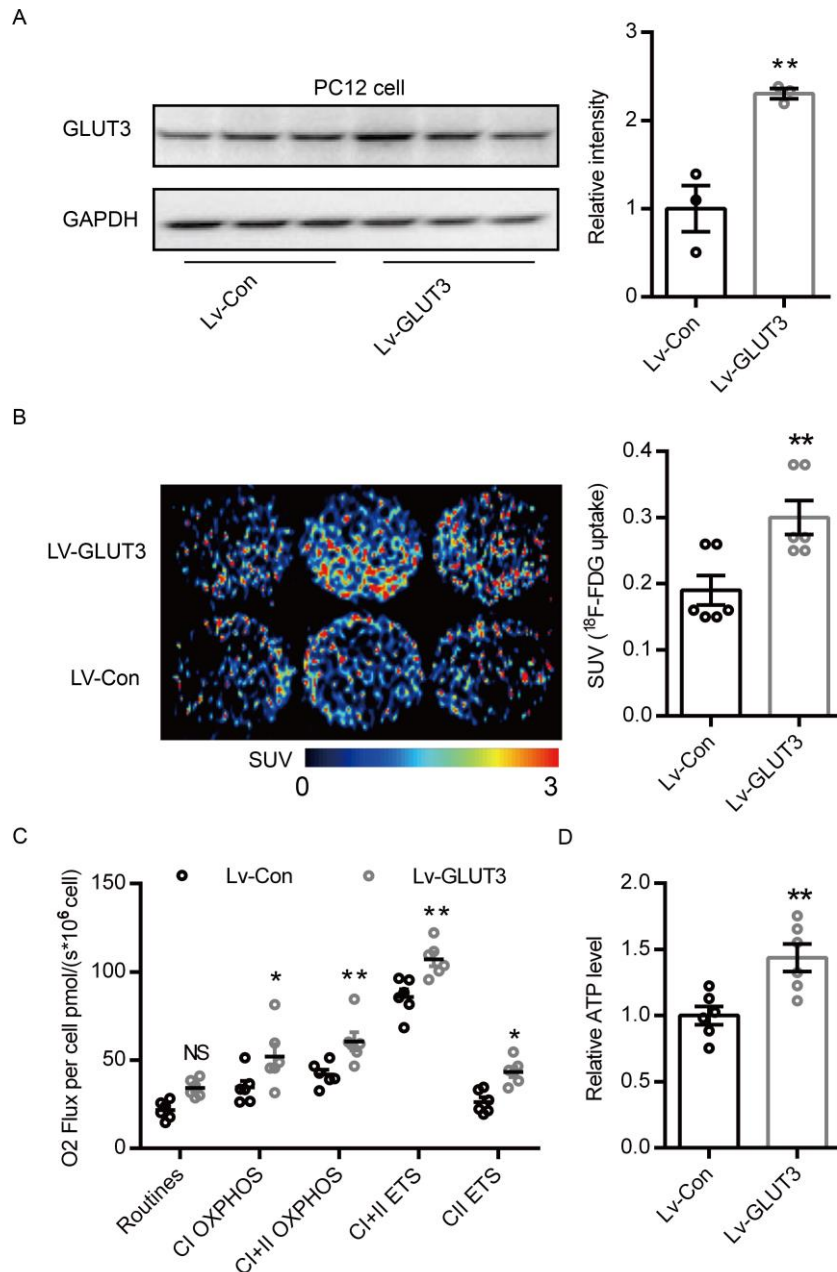 A
PC12 cell
GLUT3
GAPDH
Lv-Con
Lv-GLUT3
Relative intensity
3
2
1
0
**
Lv-Con
Lv-GLUT3
B
LV-GLUT3
LV-Con
SUV
0
3
SUV (¹⁸F-FDG uptake)
0.4
0.3
0.2
0.1
0.0
**
Lv-Con
Lv-GLUT3
C
Lv-Con
Lv-GLUT3
O2 Flux per cell pmol/(s*10⁶ cell)
150
100
50
0
NS
*
**
**
*
Routines
CI OXPHOS
CI+II OXPHOS
CI+II ETS
CII ETS
D
Relative ATP level
2.0
1.5
1.0
0.5
0.0
**
Lv-Con
Lv-GLUT3